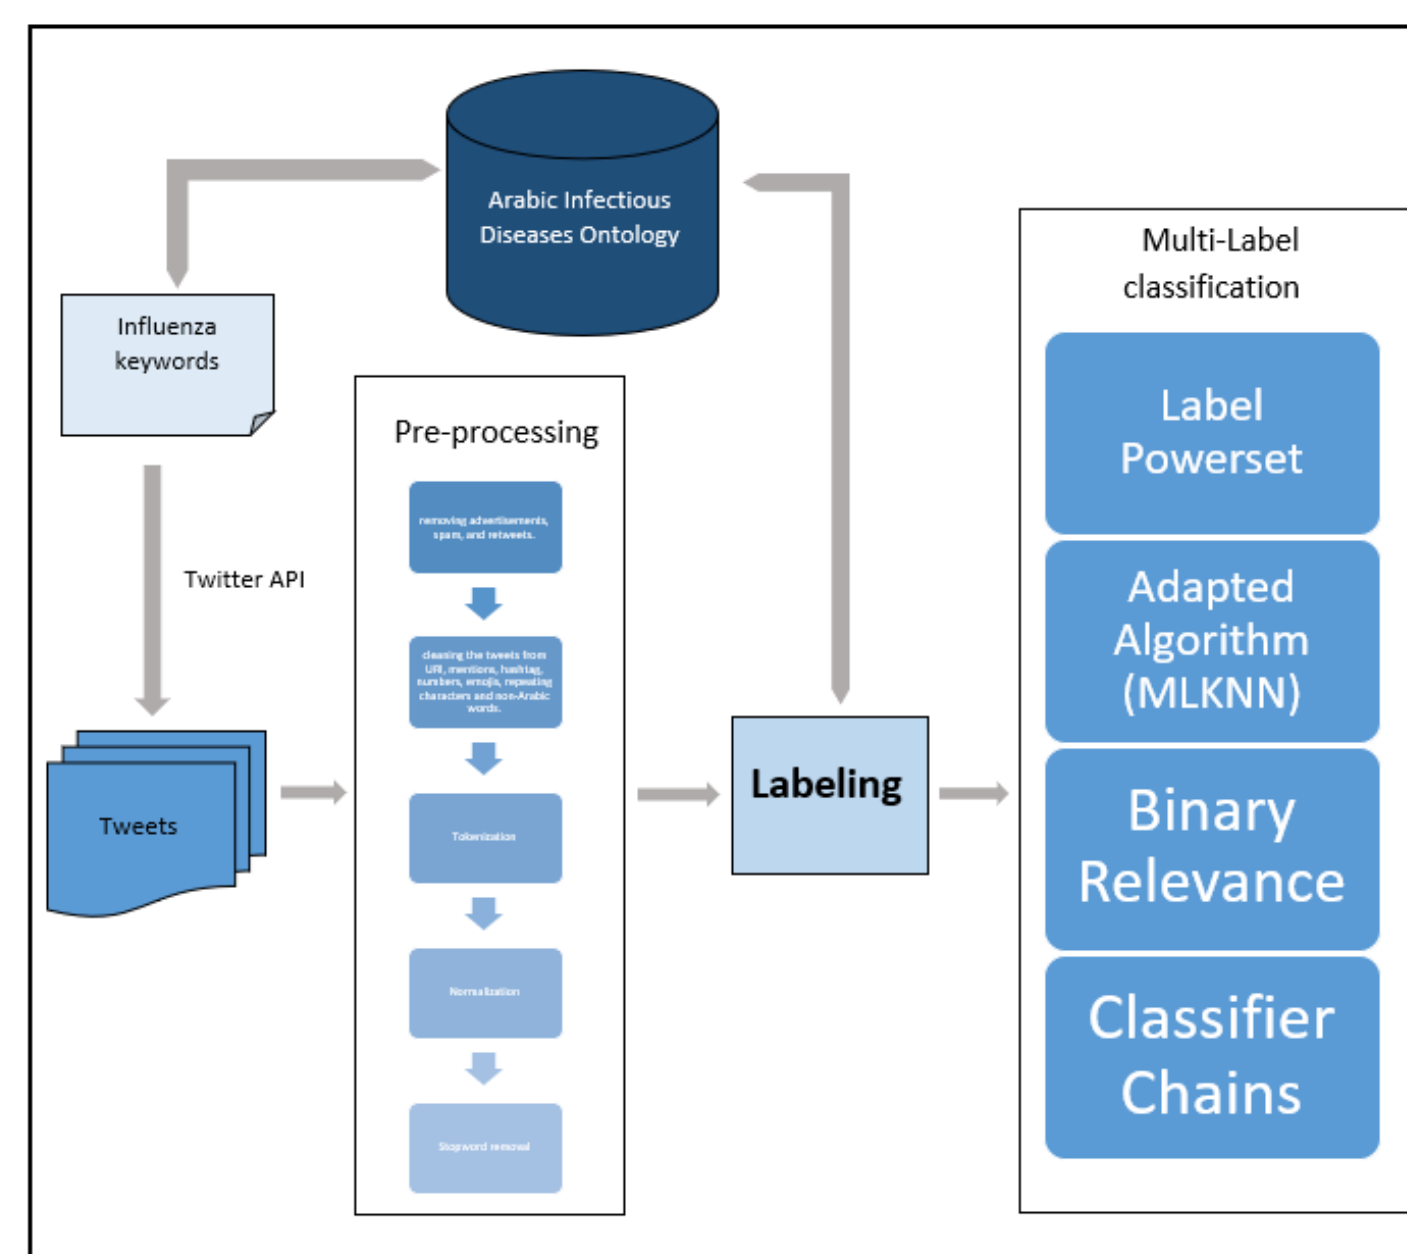 Arabic Infectious
Diseases Ontology
Influenza
keywords
Twitter API
Tweets
Pre-processing
removing advertisements,
spam, and retweets.
cleaning the tweets from
URl, mentions, hashtag,
numbers, emojis, repeating
characters and non-Arabic
words.
Tokenization
Normalization
Stopword removal
Labeling
Multi-Label
classification
Label
Powerset
Adapted
Algorithm
(MLKNN)
Binary
Relevance
Classifier
Chains